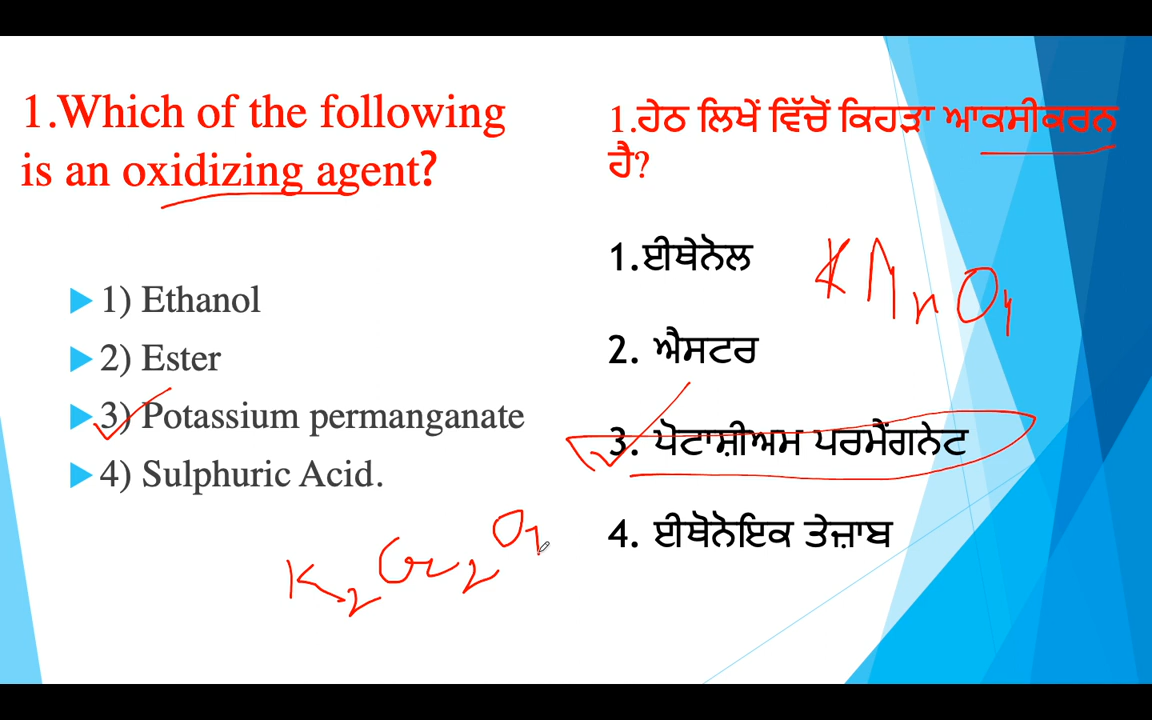 1.Which of the following
is an oxidizing agent?
1) Ethanol
2) Ester
3) Potassium permanganate
4) Sulphuric Acid.
K2Cr2O7
1.ਹੇਠ ਲਿਖੇਂ ਵਿੱਚੋਂ ਕਿਹੜਾ ਆਕਸੀਕਰਨ
ਹੈ?
1.ਈਥੇਨੋਲ
KMnO4
2. ਐਸਟਰ
3. ਪੋਟਾਸ਼ੀਅਮ ਪਰਮੈਂਗਨੇਟ
4. ਈਥੋਨੋਇਕ ਤੇਜ਼ਾਬ